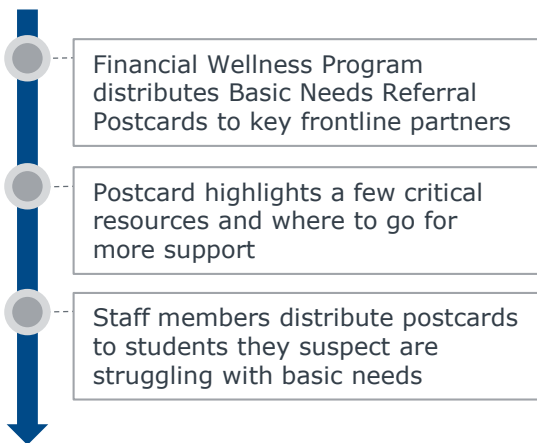 Financial Wellness Program
distributes Basic Needs Referral
Postcards to key frontline partners
Postcard highlights a few critical
resources and where to go for
more support
Staff members distribute postcards
to students they suspect are
struggling with basic needs